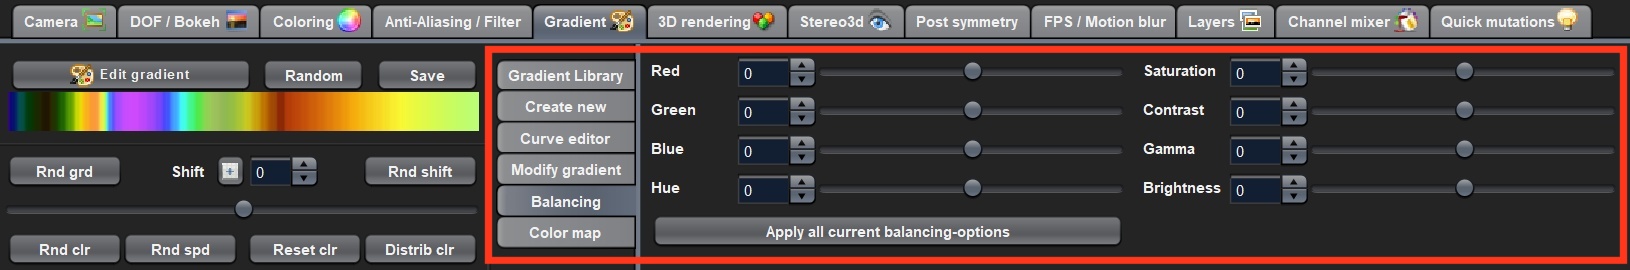 Camera DOF / Bokeh Coloring Anti-Aliasing / Filter Gradient 3D rendering Stereo3d Post symmetry FPS / Motion blur Layers Channel mixer Quick mutations
Edit gradient Random Save
Rnd grd Shift 0 Rnd shift
Rnd clr Rnd spd Reset clr Distrib clr
Gradient Library
Create new
Curve editor
Modify gradient
Balancing
Color map
Red 0 Saturation 0
Green 0 Contrast 0
Blue 0 Gamma 0
Hue 0 Brightness 0
Apply all current balancing-options